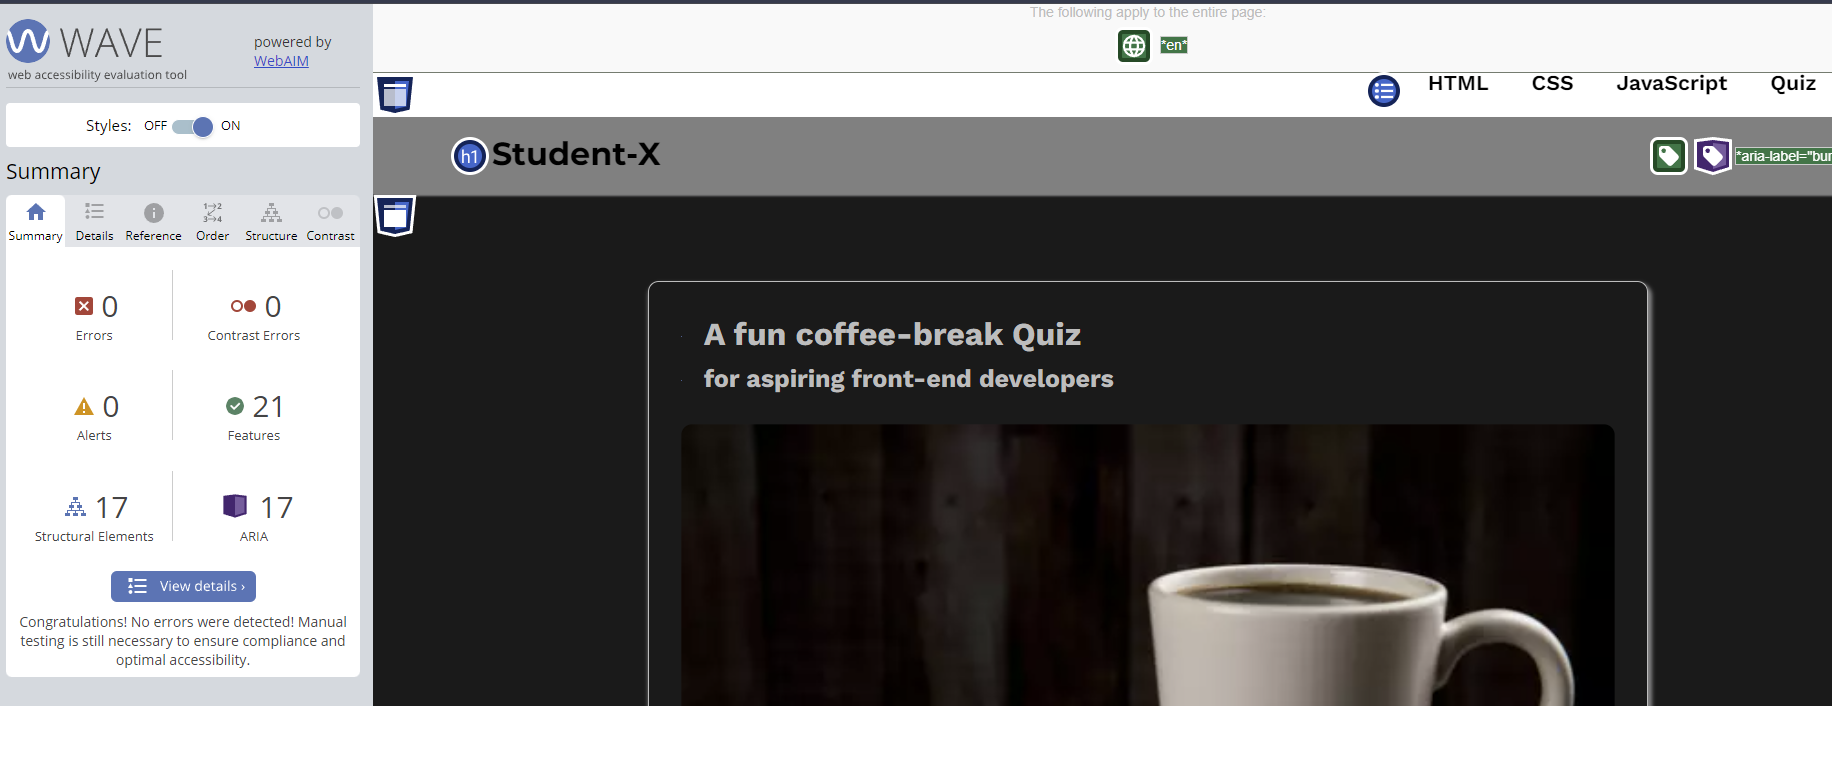 WAVE
powered by
WebAIM
web accessibility evaluation tool
Styles: OFF ON
Summary
1→2
3→4
Summary Details Reference Order Structure Contrast
0 0
Errors Contrast Errors
0 21
Alerts Features
17 17
Structural Elements ARIA
View details ›
Congratulations! No errors were detected! Manual
testing is still necessary to ensure compliance and
optimal accessibility.
The following apply to the entire page:
*en*
HTML CSS JavaScript Quiz
h1 Student-X
*aria-label="bur
A fun coffee-break Quiz
for aspiring front-end developers